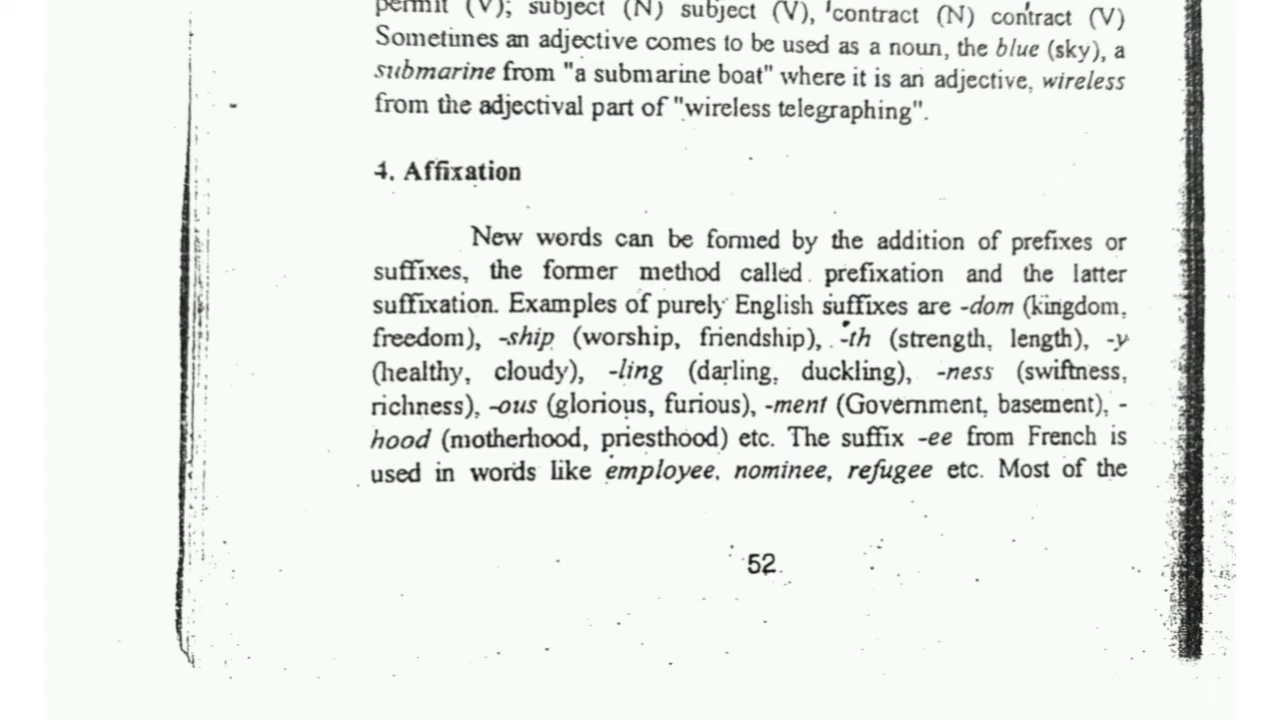 permit (V); subject (N) subject (V), 'contract (N) con'tract (V)
Sometimes an adjective comes to be used as a noun, the blue (sky), a
submarine from "a submarine boat" where it is an adjective, wireless
from the adjectival part of "wireless telegraphing".
4. Affixation
New words can be formed by the addition of prefixes or
suffixes, the former method called prefixation and the latter
suffixation. Examples of purely English suffixes are -dom (kingdom,
freedom), -ship (worship, friendship), -th (strength, length), -y
(healthy, cloudy), -ling (darling, duckling), -ness (swiftness,
richness), -ous (glorious, furious), -ment (Government, basement), -
hood (motherhood, priesthood) etc. The suffix -ee from French is
used in words like employee, nominee, refugee etc. Most of the
52